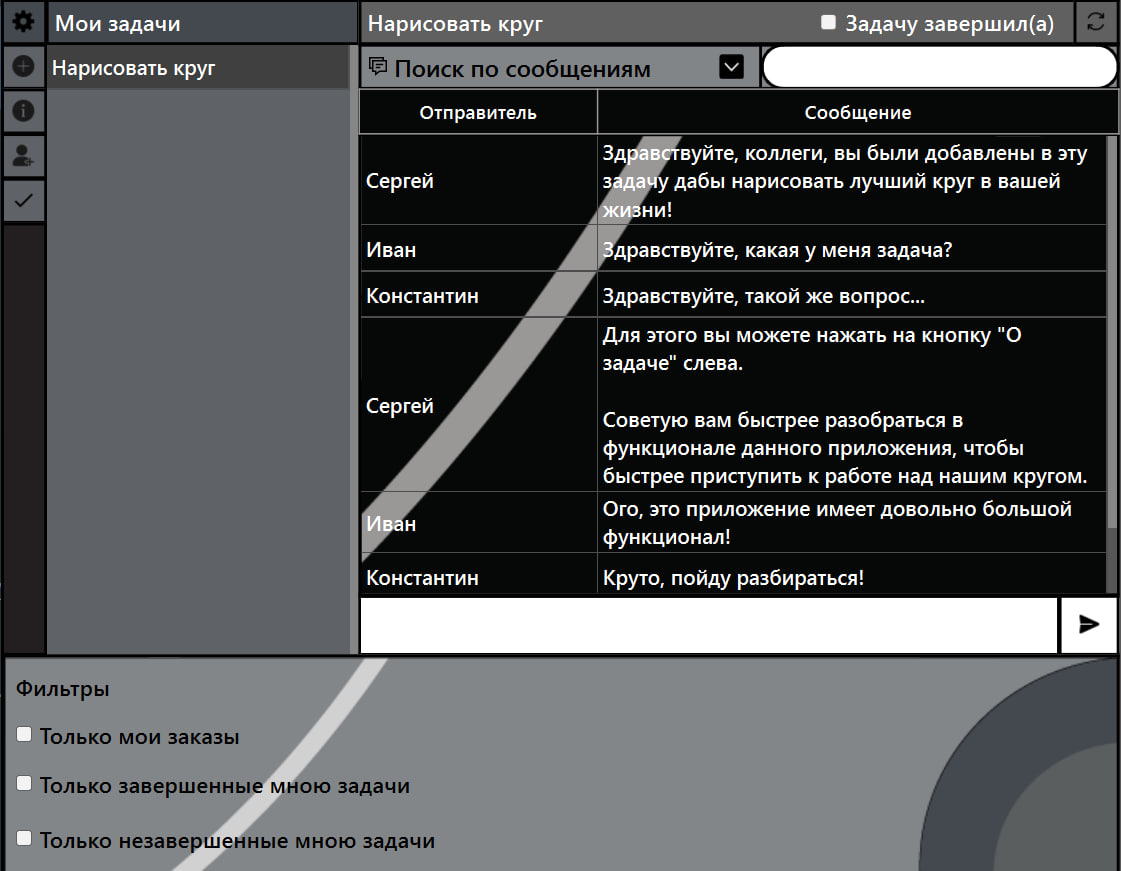 Мои задачи
Нарисовать круг
Задачу завершил(а)
Нарисовать круг
Поиск по сообщениям
Отправитель
Сообщение
Сергей
Здравствуйте, коллеги, вы были добавлены в эту
задачу дабы нарисовать лучший круг в вашей
жизни!
Иван
Здравствуйте, какая у меня задача?
Константин
Здравствуйте, такой же вопрос...
Сергей
Для этого вы можете нажать на кнопку "О
задаче" слева.
Советую вам быстрее разобраться в
функционале данного приложения, чтобы
быстрее приступить к работе над нашим кругом.
Иван
Ого, это приложение имеет довольно большой
функционал!
Константин
Круто, пойду разбираться!
Фильтры
Только мои заказы
Только завершенные мною задачи
Только незавершенные мною задачи